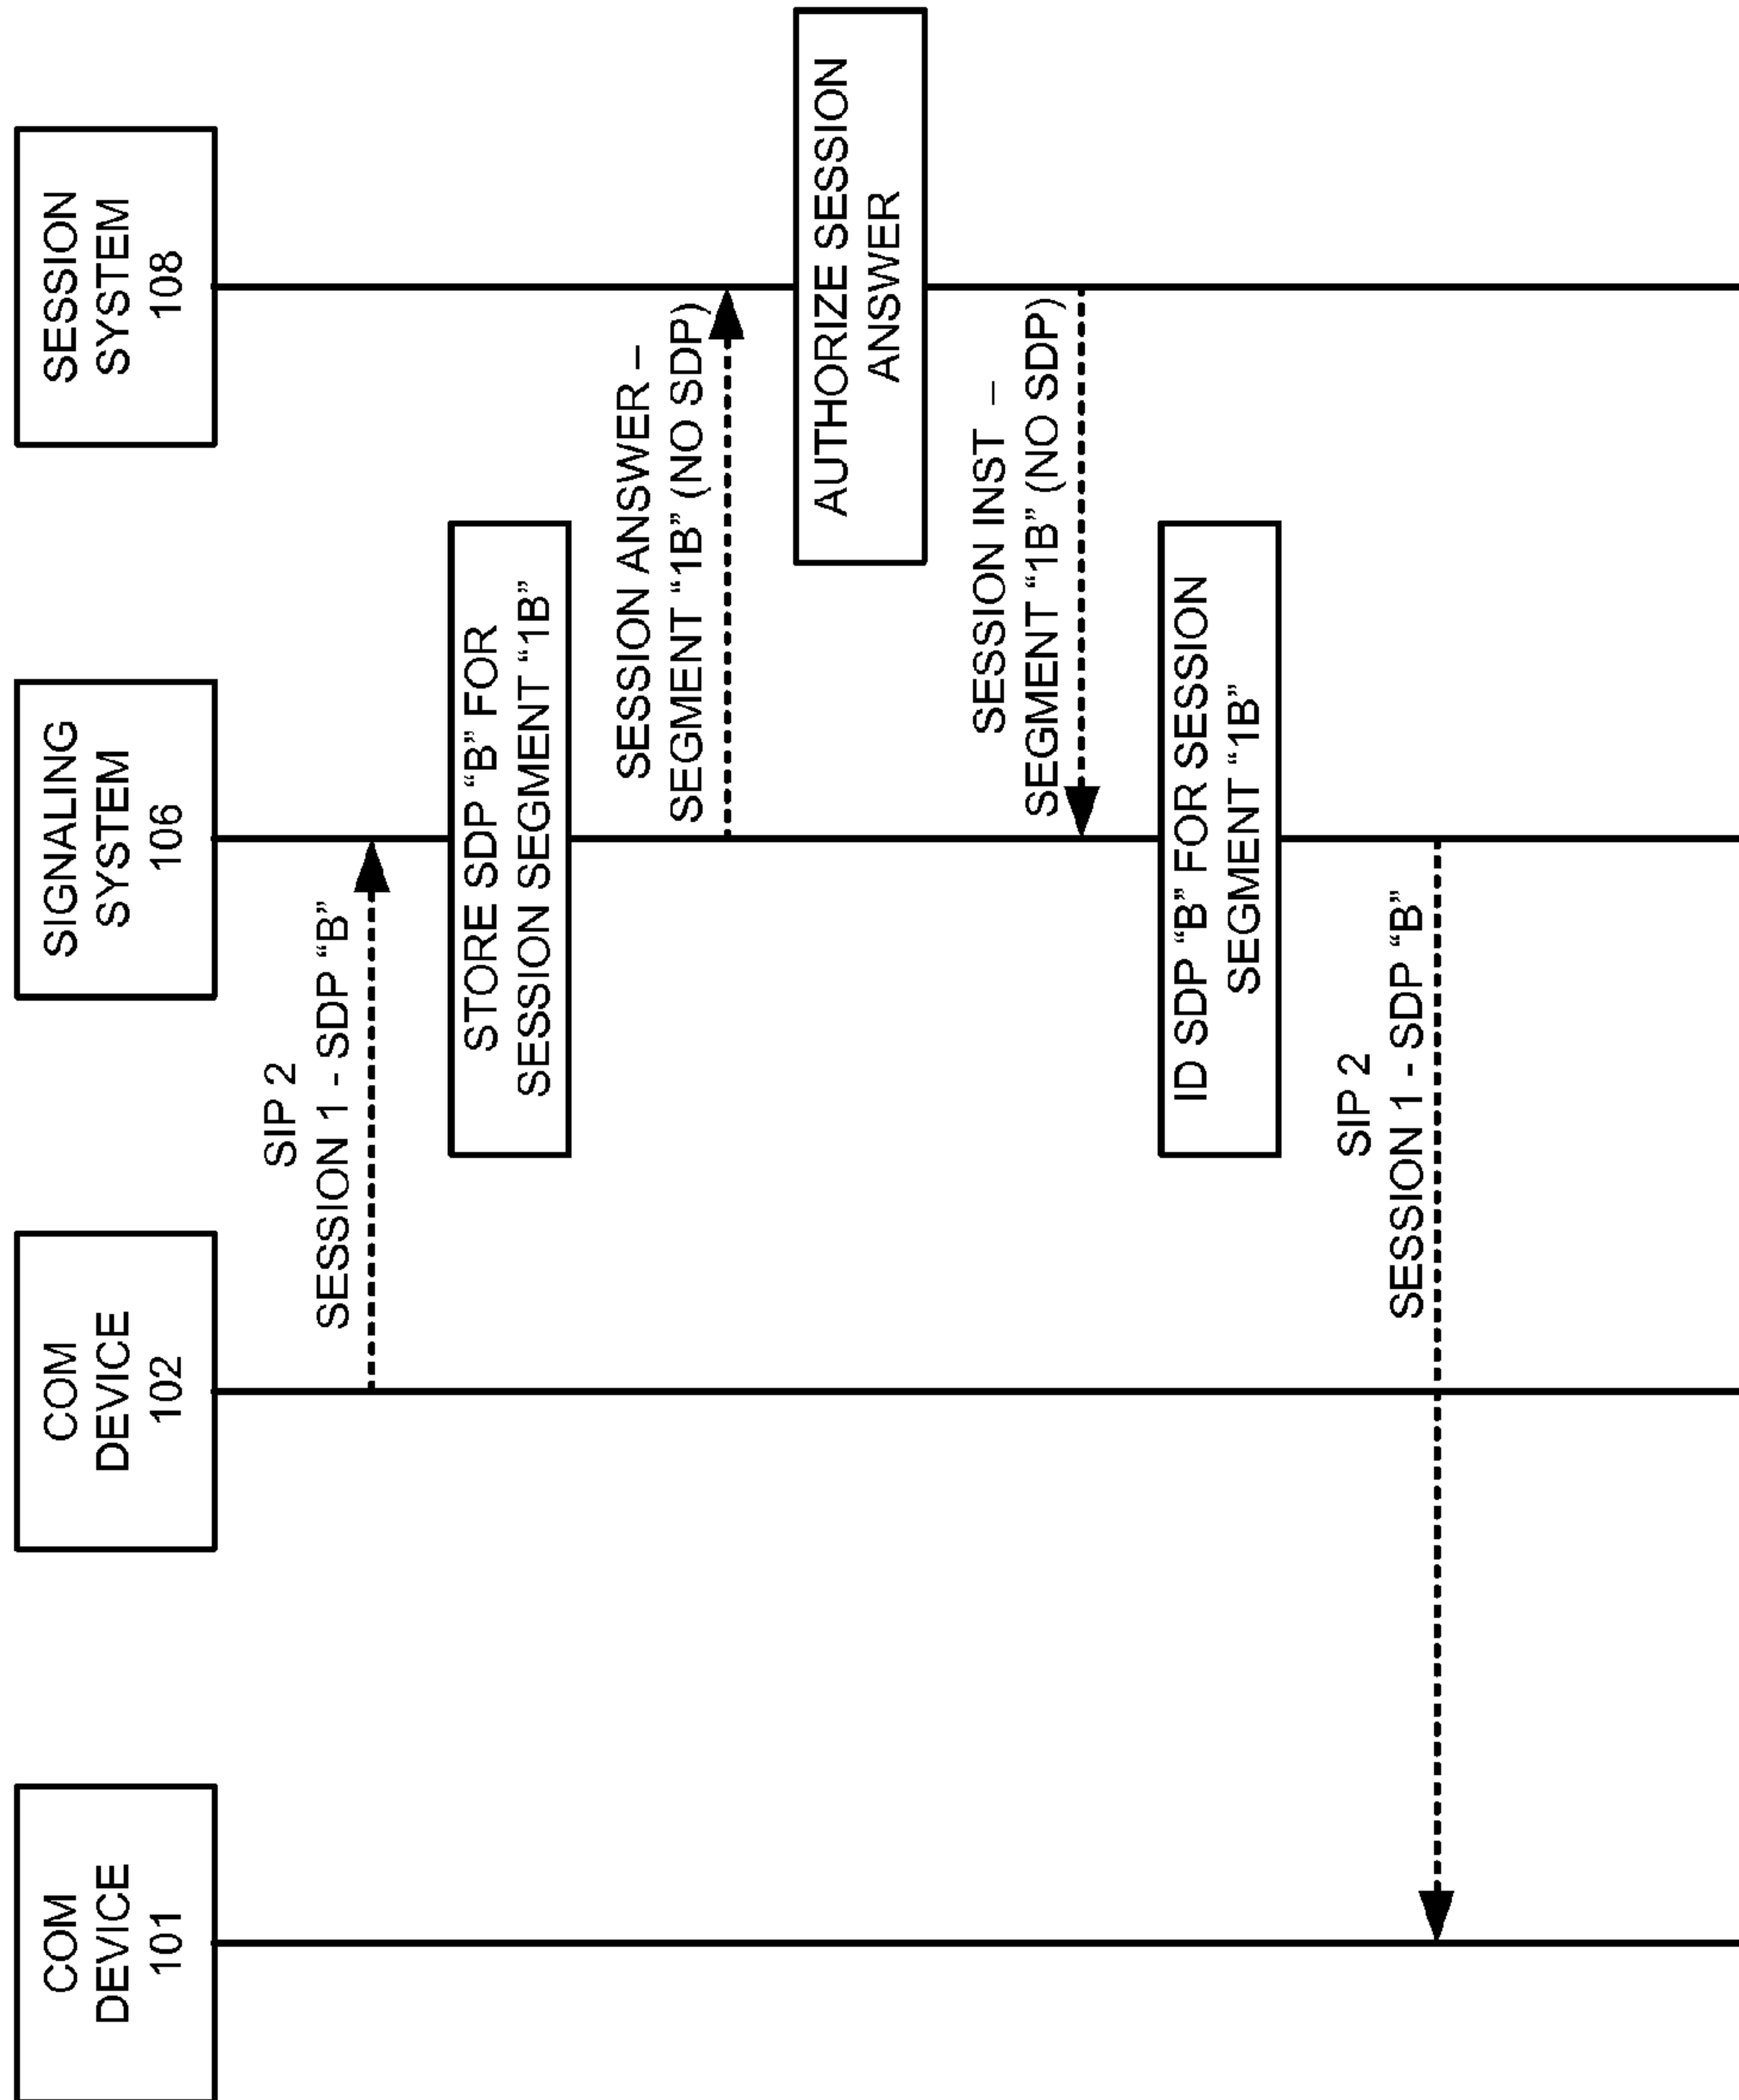 COM
DEVICE
101
COM
DEVICE
102
SIGNALING
SYSTEM
106
SESSION
SYSTEM
108
SIP 2
SESSION 1 - SDP “B”
STORE SDP “B” FOR
SESSION SEGMENT “1B”
SESSION ANSWER –
SEGMENT “1B” (NO SDP)
AUTHORIZE SESSION
ANSWER
SESSION INST –
SEGMENT “1B” (NO SDP)
ID SDP “B” FOR SESSION
SEGMENT “1B”
SIP 2
SESSION 1 - SDP “B”